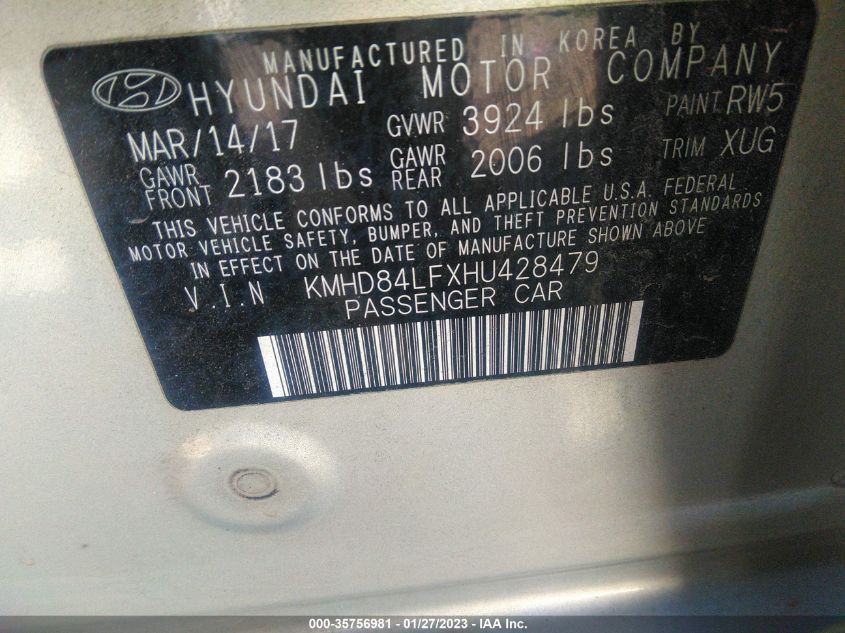 MANUFACTURED IN KOREA BY
HYUNDAI MOTOR COMPANY
MAR/14/17 GVWR 3924 lbs PAINT RW5
GAWR FRONT 2183 lbs GAWR REAR 2006 lbs TRIM XUG
THIS VEHICLE CONFORMS TO ALL APPLICABLE U.S.A. FEDERAL
MOTOR VEHICLE SAFETY, BUMPER, AND THEFT PREVENTION STANDARDS
IN EFFECT ON THE DATE OF MANUFACTURE SHOWN ABOVE
V.I.N KMHD84LFXHU428479
PASSENGER CAR
000-35756981 - 01/27/2023 - IAA Inc.